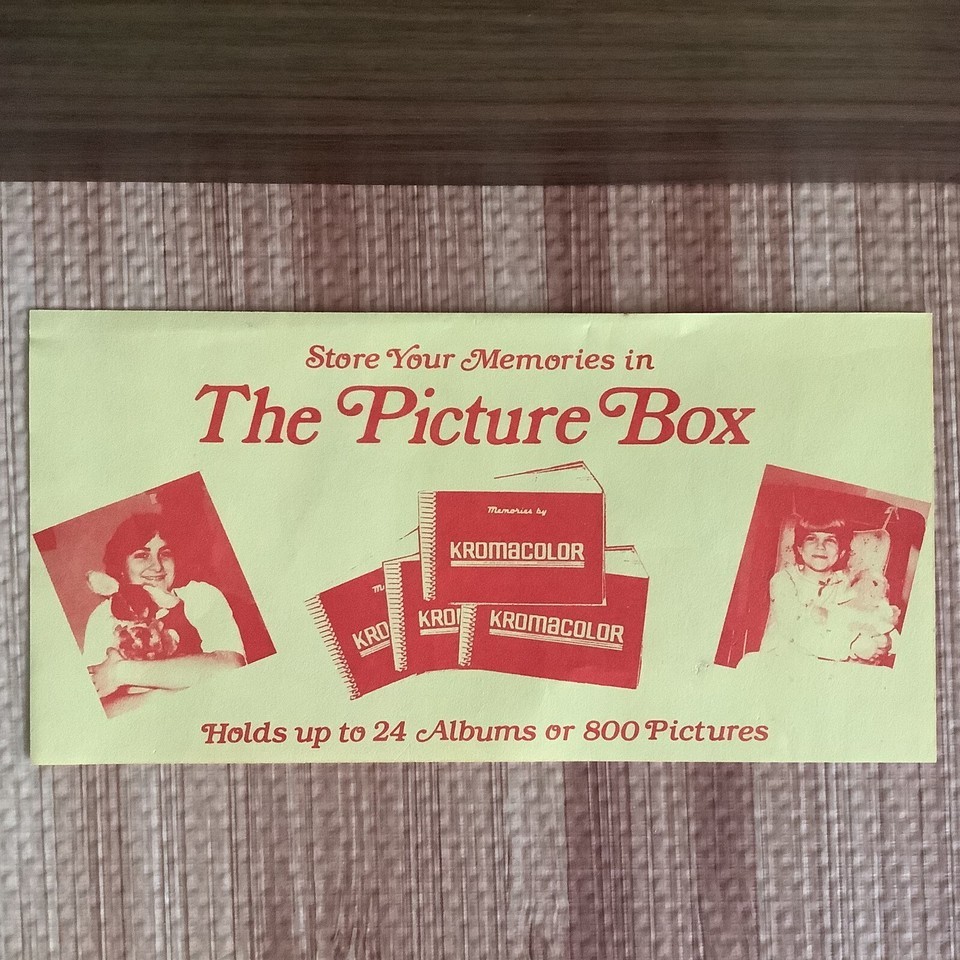 Store Your Memories in
The Picture Box
Memories by
KROMACOLOR
KROMACOLOR
Holds up to 24 Albums or 800 Pictures